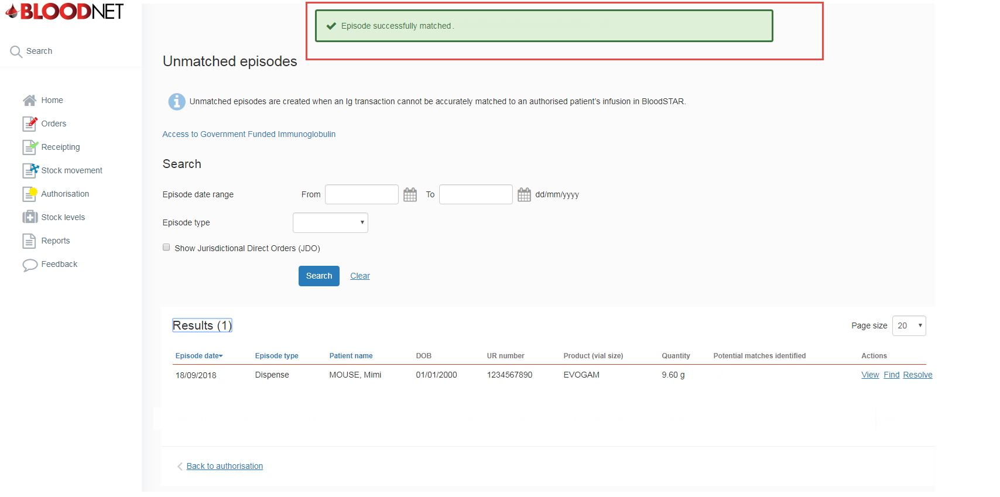 BLOODNET
Search
Home
Orders
Receipting
Stock movement
Authorisation
Stock levels
Reports
Feedback
Episode successfully matched.
Unmatched episodes
Unmatched episodes are created when an Ig transaction cannot be accurately matched to an authorised patient's infusion in BloodSTAR.
Access to Government Funded Immunoglobulin
Search
Episode date range From To dd/mm/yyyy
Episode type
Show Jurisdictional Direct Orders (JDO)
Search Clear
Results (1) Page size 20
Episode date Episode type Patient name DOB UR number Product (vial size) Quantity Potential matches identified Actions
18/09/2018 Dispense MOUSE, Mimi 01/01/2000 1234567890 EVOGAM 9.60 g View Find Resolve
Back to authorisation